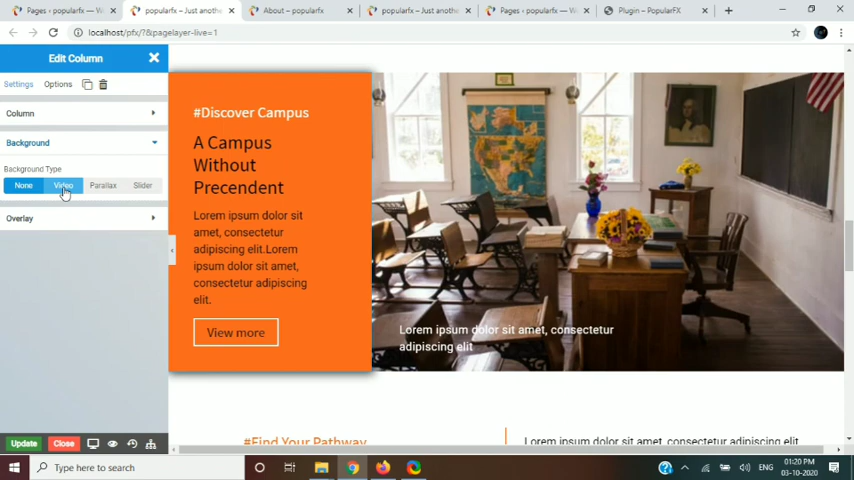 Pages ‹ popularfx — W
popularfx – Just anothe
About – popularfx
popularfx – Just anothe
Pages ‹ popularfx — W
Plugin – PopularFX
localhost/pfx/?&pagelayer-live=1
Edit Column
Settings Options
Column
Background
Background Type
None Video Parallax Slider
Overlay
#Discover Campus
A Campus
Without
Precendent
Lorem ipsum dolor sit
amet, consectetur
adipiscing elit.Lorem
ipsum dolor sit amet,
consectetur adipiscing
elit.
View more
Lorem ipsum dolor sit amet, consectetur
adipiscing elit
#Find Your Pathway
Lorem ipsum dolor sit amet, consectetur adipiscing elit,
Update Close
Type here to search
ENG
01:20 PM
03-10-2020